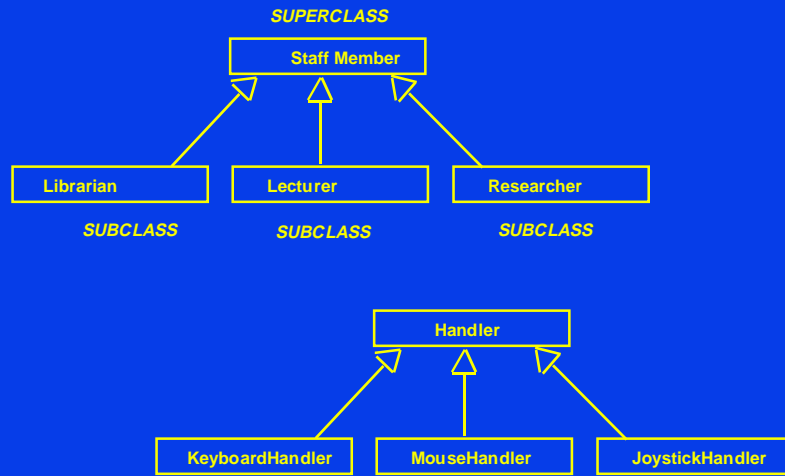 SUPERCLASS
Staff Member
Librarian
Lecturer
Researcher
SUBCLASS
SUBCLASS
SUBCLASS
Handler
KeyboardHandler
MouseHandler
JoystickHandler